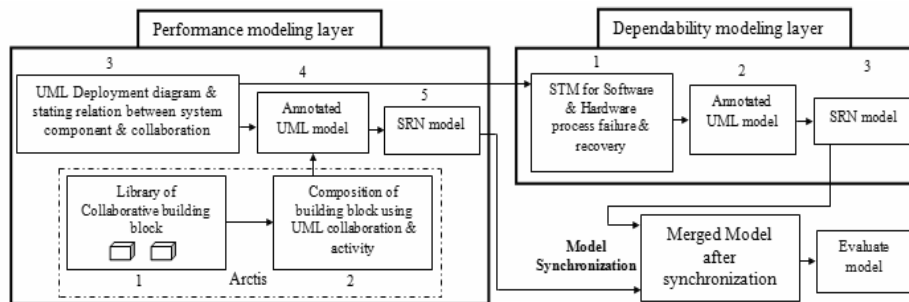 Performance modeling layer
3
4
5
UML Deployment diagram &
stating relation between system
component & collaboration
Annotated
UML model
SRN model
Library of
Collaborative building
block
Composition of
building block using
UML collaboration &
activity
1
Arctis
2
Dependability modeling layer
1
2
3
STM for Software
& Hardware
process failure &
recovery
Annotated
UML model
SRN model
Model
Synchronization
Merged Model
after
synchronization
Evaluate
model